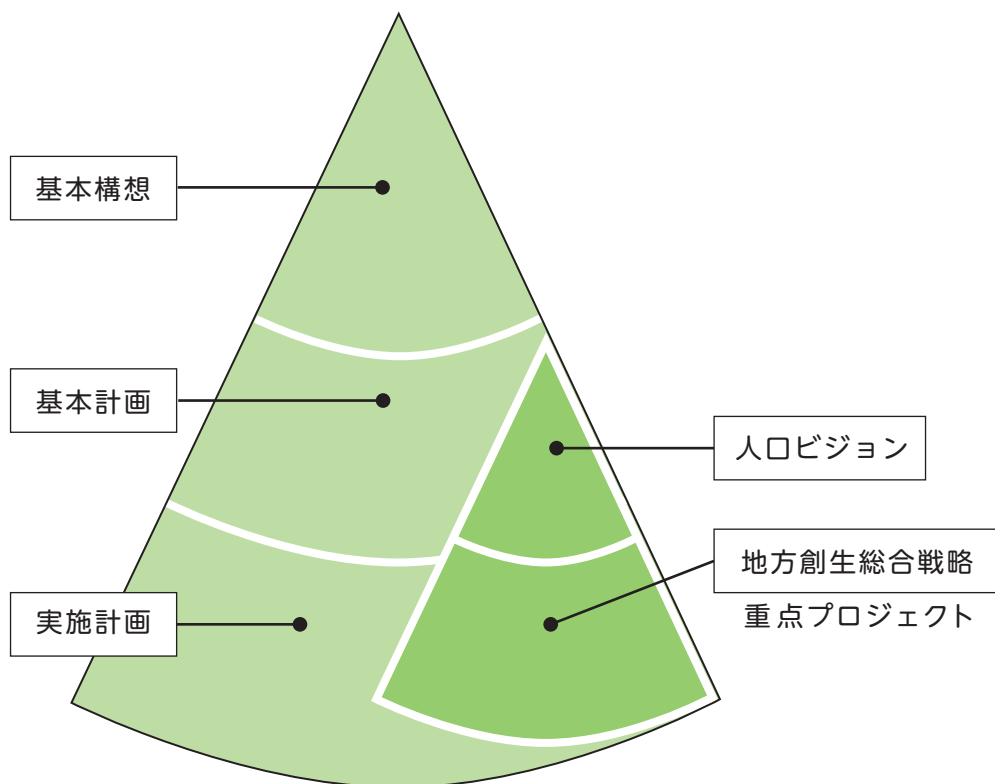 基本構想
基本計画
人口ビジョン
地方創生総合戦略
重点プロジェクト
実施計画